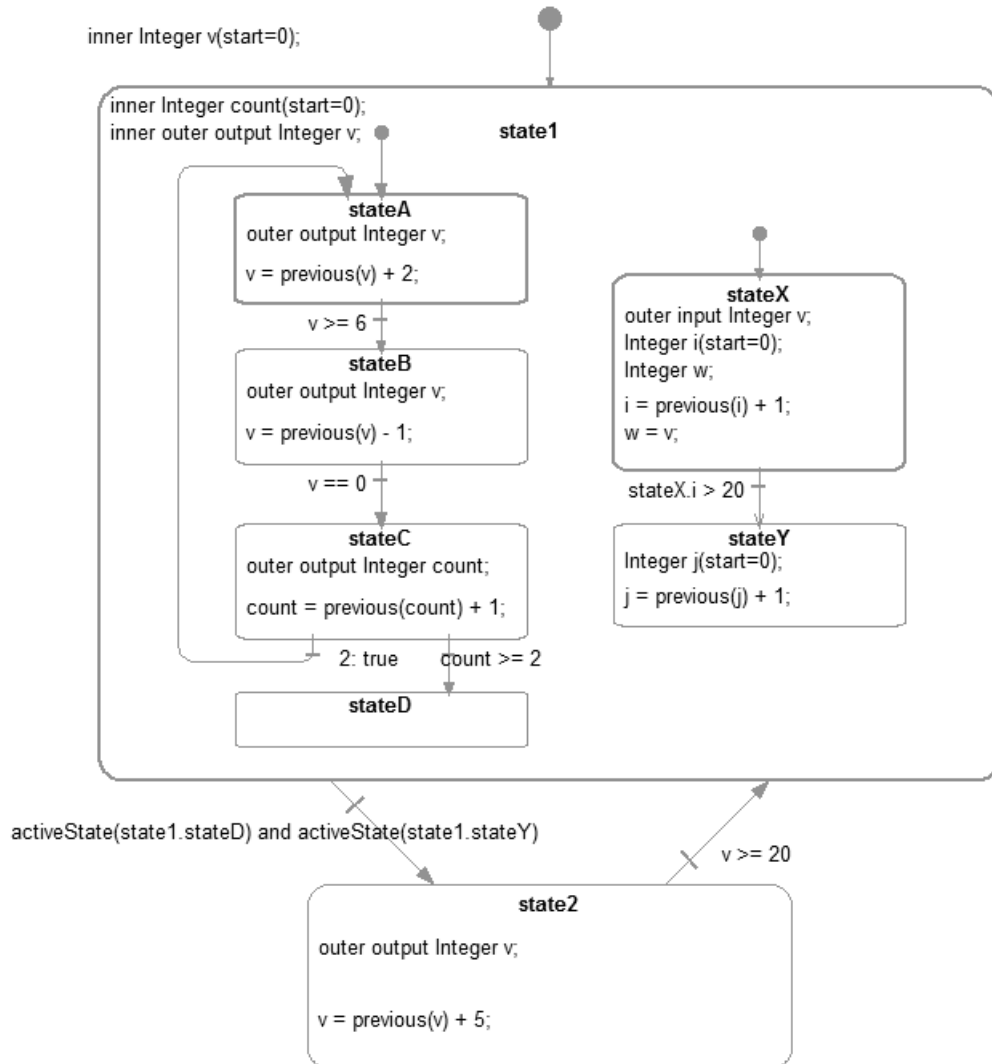 inner Integer v(start=0);
inner Integer count(start=0);
inner outer output Integer v;
state1
stateA
outer output Integer v;
v = previous(v) + 2;
v >= 6
stateB
outer output Integer v;
v = previous(v) - 1;
v == 0
stateC
outer output Integer count;
count = previous(count) + 1;
2: true
count >= 2
stateD
stateX
outer input Integer v;
Integer i(start=0);
Integer w;
i = previous(i) + 1;
w = v;
stateX.i > 20
stateY
Integer j(start=0);
j = previous(j) + 1;
activeState(state1.stateD) and activeState(state1.stateY)
v >= 20
state2
outer output Integer v;
v = previous(v) + 5;